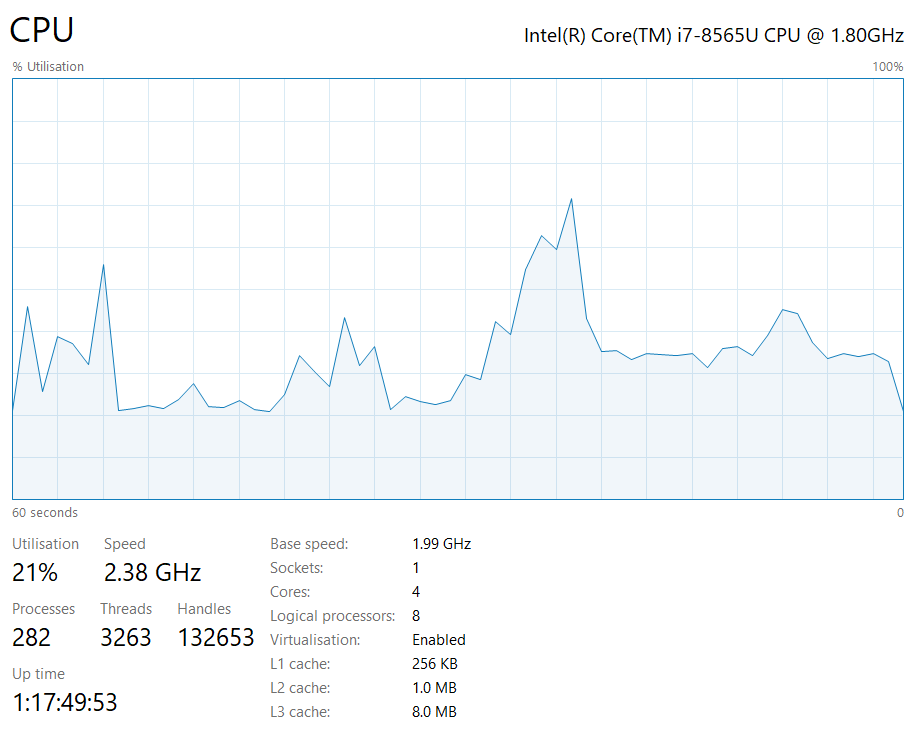 CPU
Intel(R) Core(TM) i7-8565U CPU @ 1.80GHz
% Utilisation
100%
60 seconds
0
Utilisation
Speed
21%
2.38 GHz
Processes
Threads
Handles
282
3263
132653
Up time
1:17:49:53
Base speed: 1.99 GHz
Sockets: 1
Cores: 4
Logical processors: 8
Virtualisation: Enabled
L1 cache: 256 KB
L2 cache: 1.0 MB
L3 cache: 8.0 MB